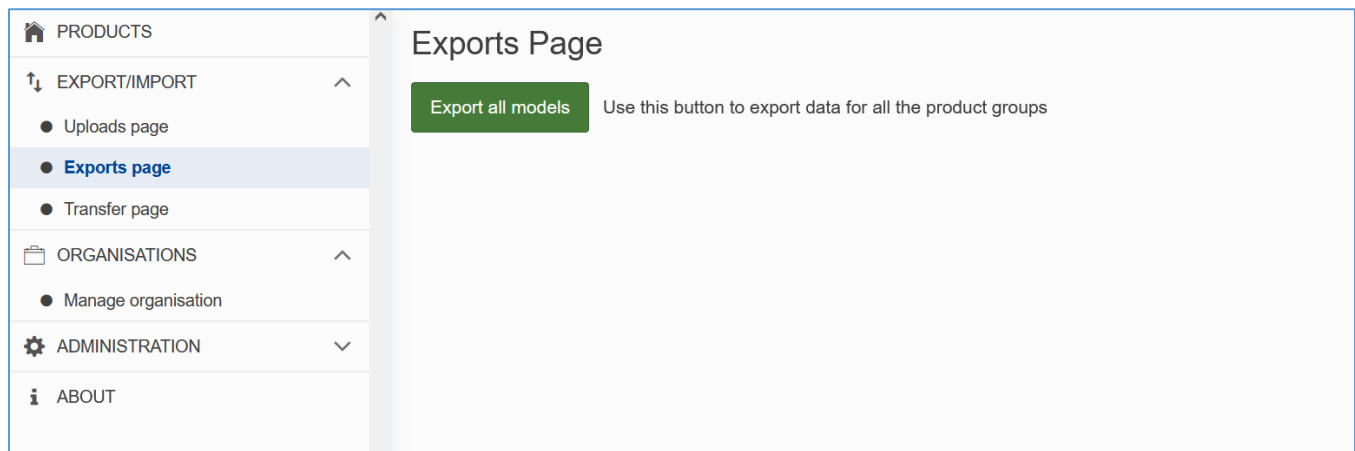 PRODUCTS
EXPORT/IMPORT
Uploads page
Exports page
Transfer page
ORGANISATIONS
Manage organisation
ADMINISTRATION
ABOUT
Exports Page
Export all models
Use this button to export data for all the product groups